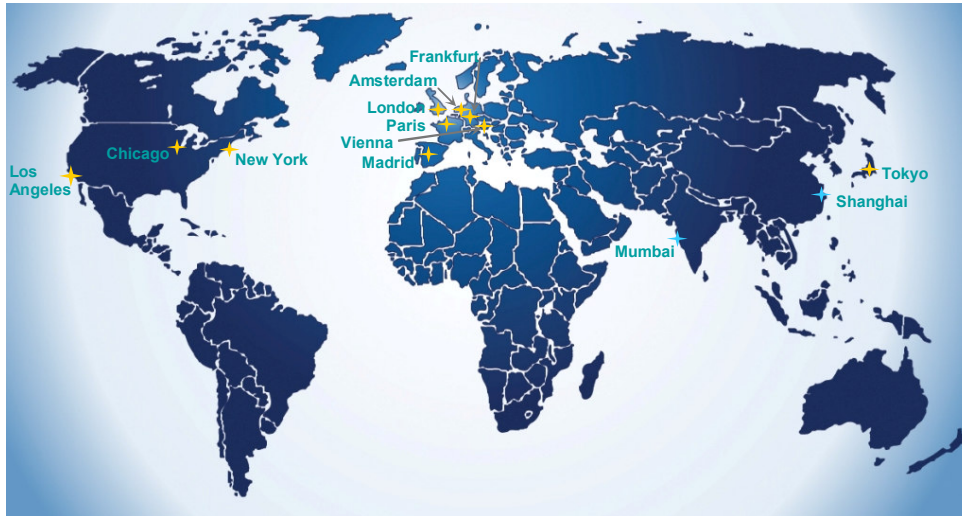 Frankfurt
Amsterdam
London
Paris
Vienna
Madrid
Chicago
New York
Los
Angeles
Tokyo
Shanghai
Mumbai